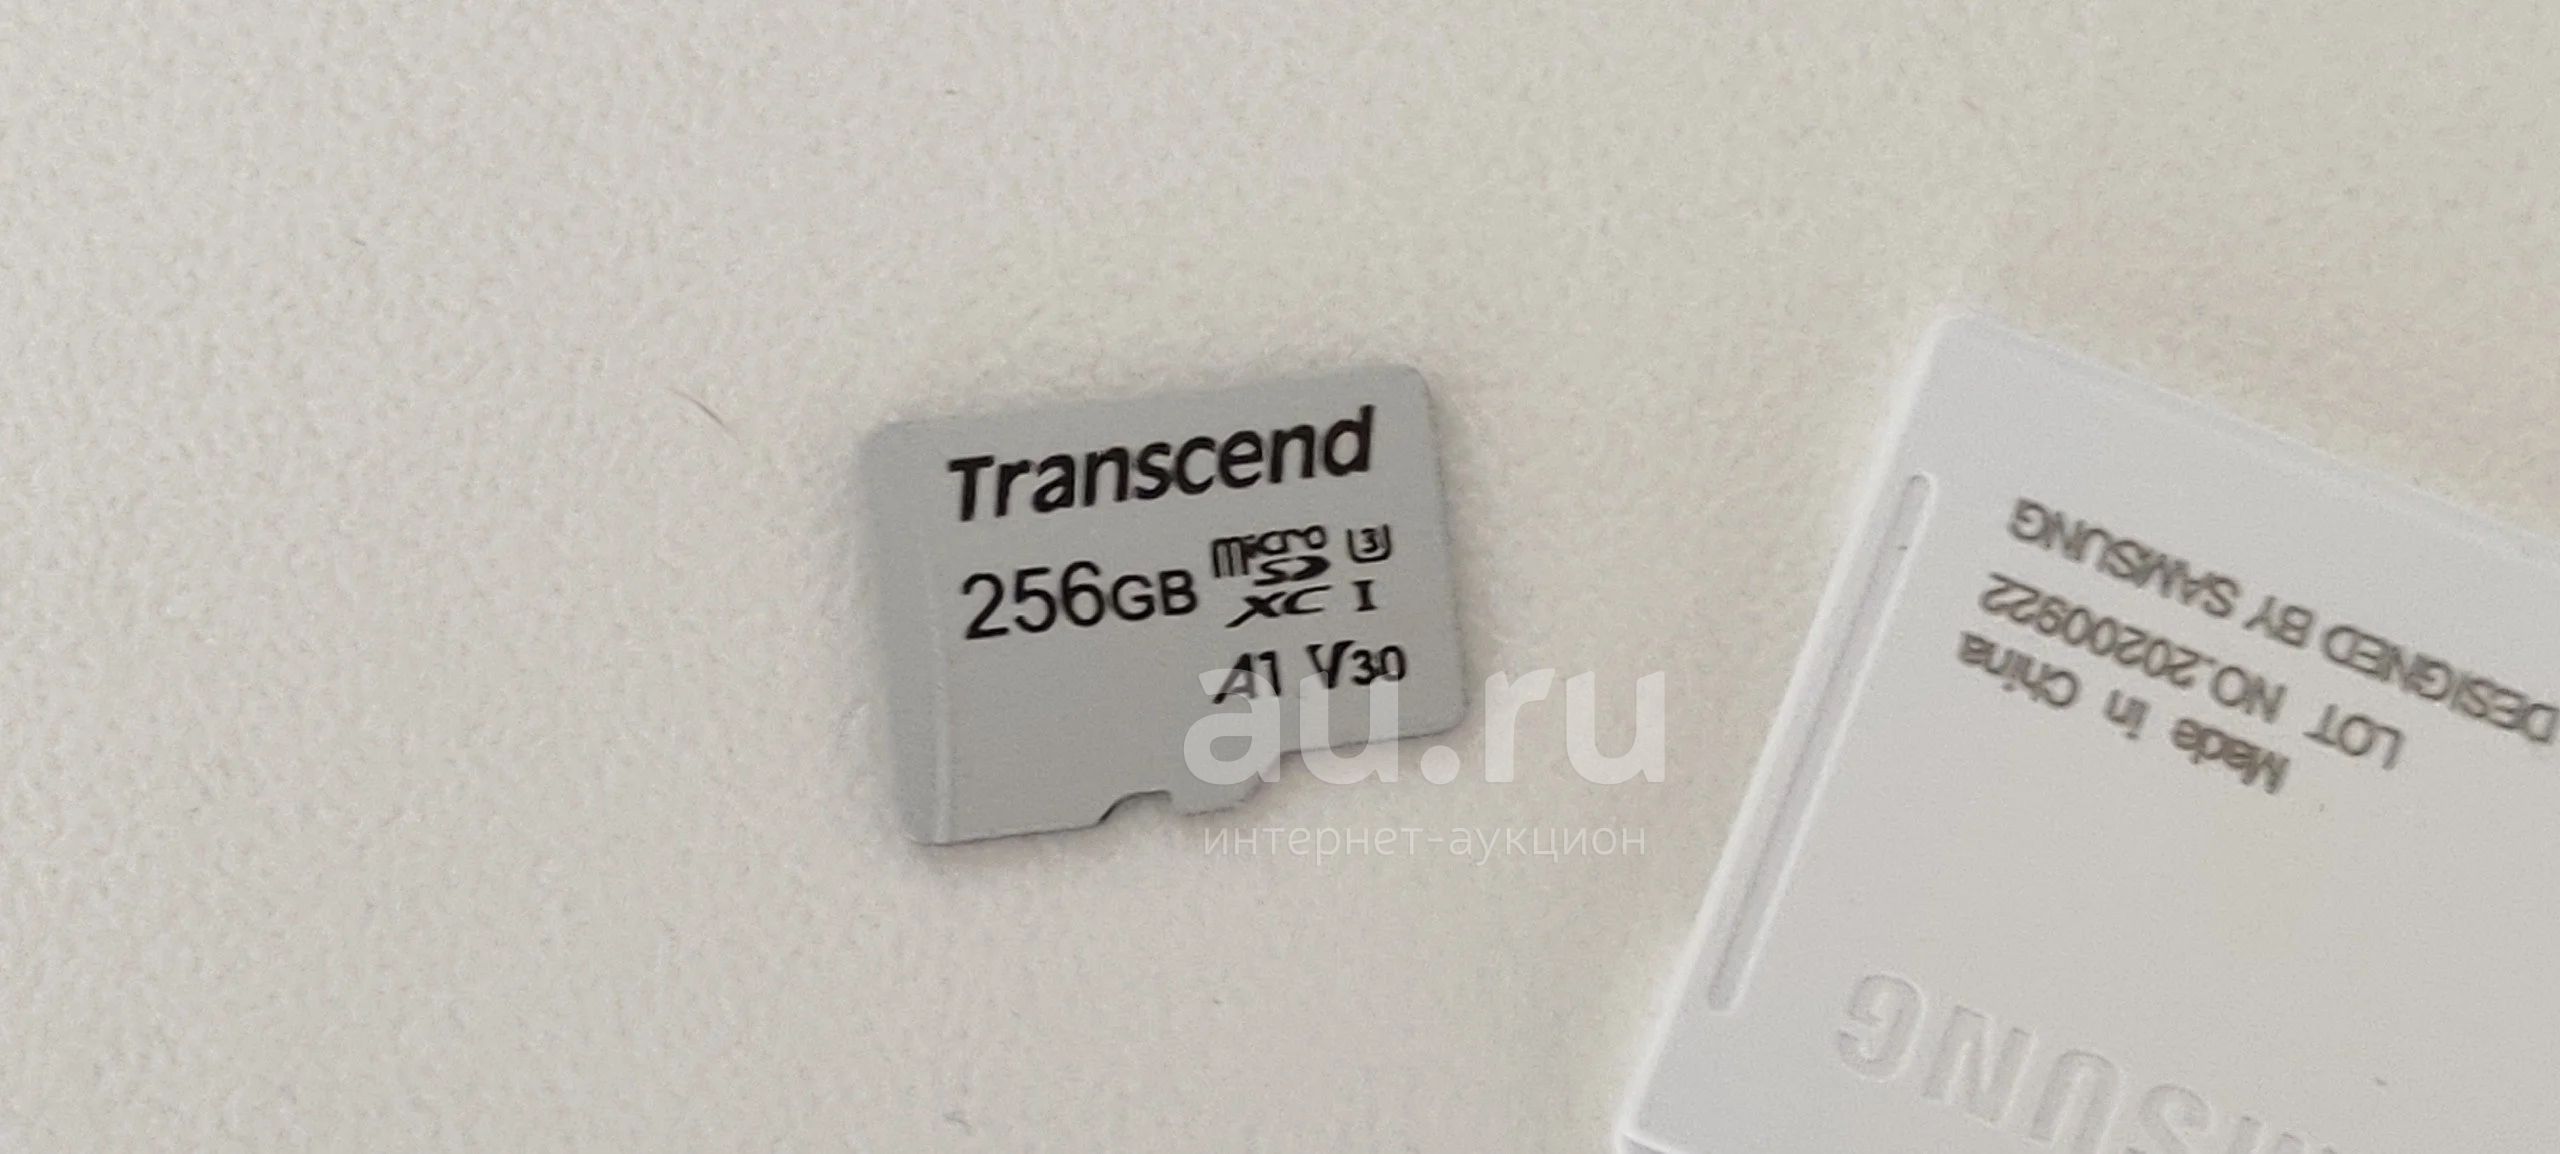 Transcend
256GB micro SD XC I U3
A1 V30
au.ru
интернет-аукцион
DESIGNED BY SAMSUNG
LOT NO.20200922
Made in China
SAMSUNG